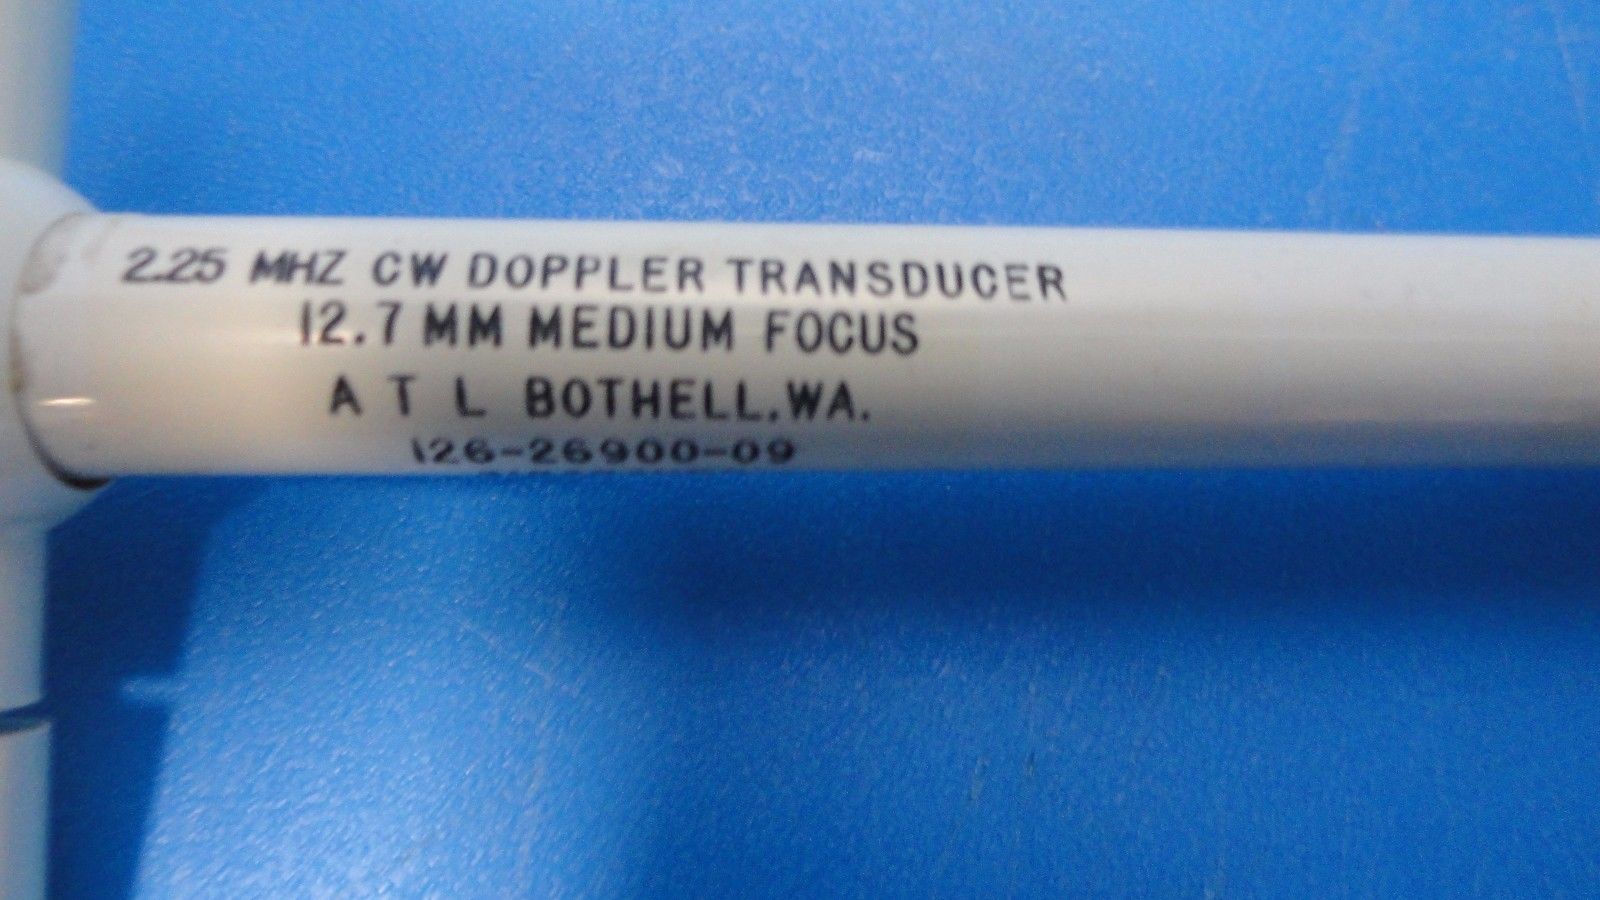 2.25 MHZ CW DOPPLER TRANSDUCER
12.7 MM MEDIUM FOCUS
A T L BOTHELL.WA.
126-26900-09